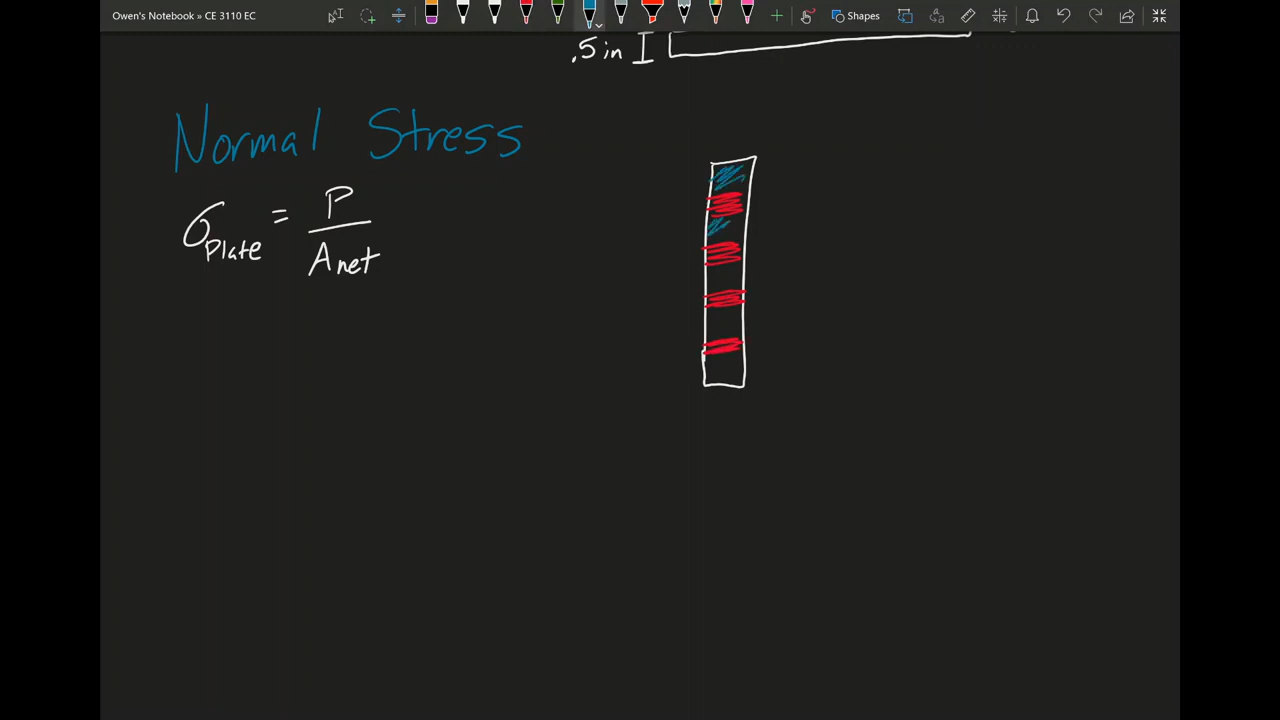 Owen's Notebook » CE 3110 EC
Shapes
.5 in
Normal Stress
σPlate = P / Anet